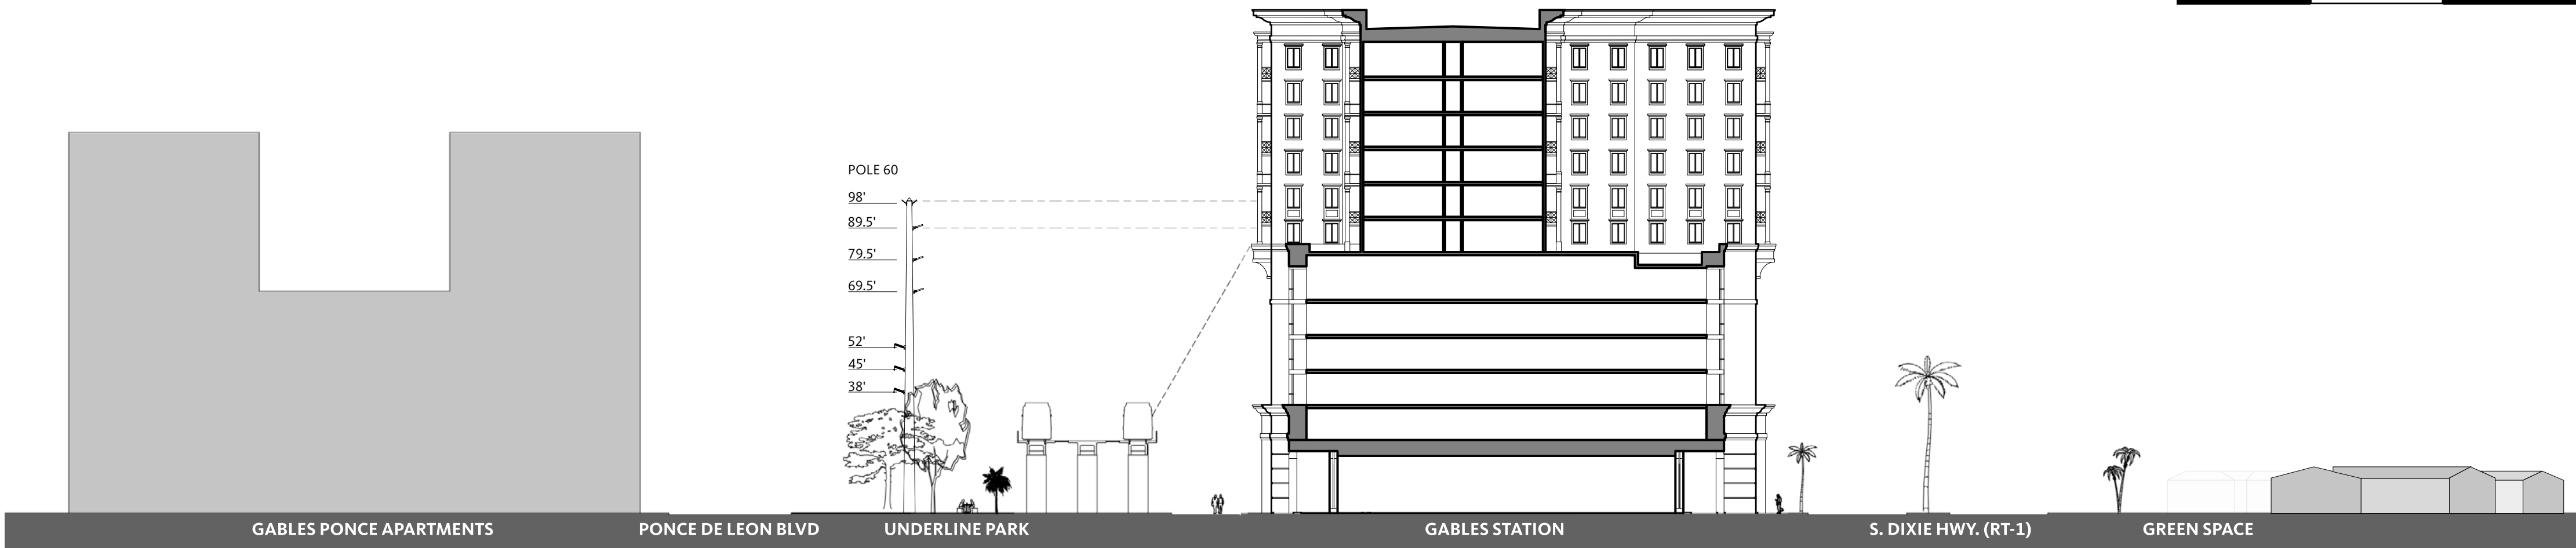 POLE 60
98'
89.5'
79.5'
69.5'
52'
45'
38'
GABLES PONCE APARTMENTS
PONCE DE LEON BLVD
UNDERLINE PARK
GABLES STATION
S. DIXIE HWY. (RT-1)
GREEN SPACE